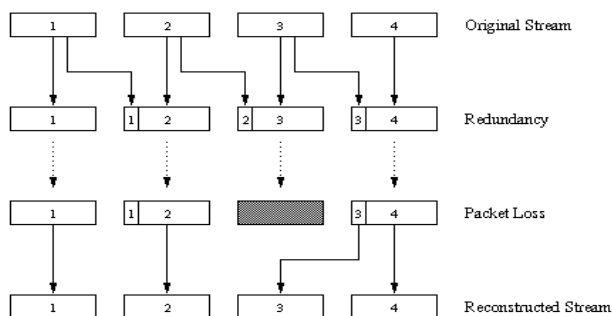 1 2 3 4 Original Stream
1 1 2 2 3 3 4 Redundancy
1 1 2 3 4 Packet Loss
1 2 3 4 Reconstructed Stream